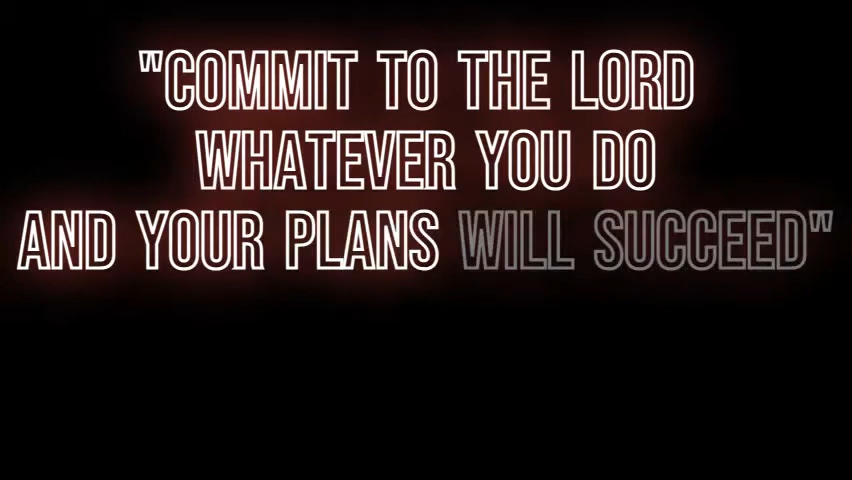 "COMMIT TO THE LORD
WHATEVER YOU DO
AND YOUR PLANS WILL SUCCEED"